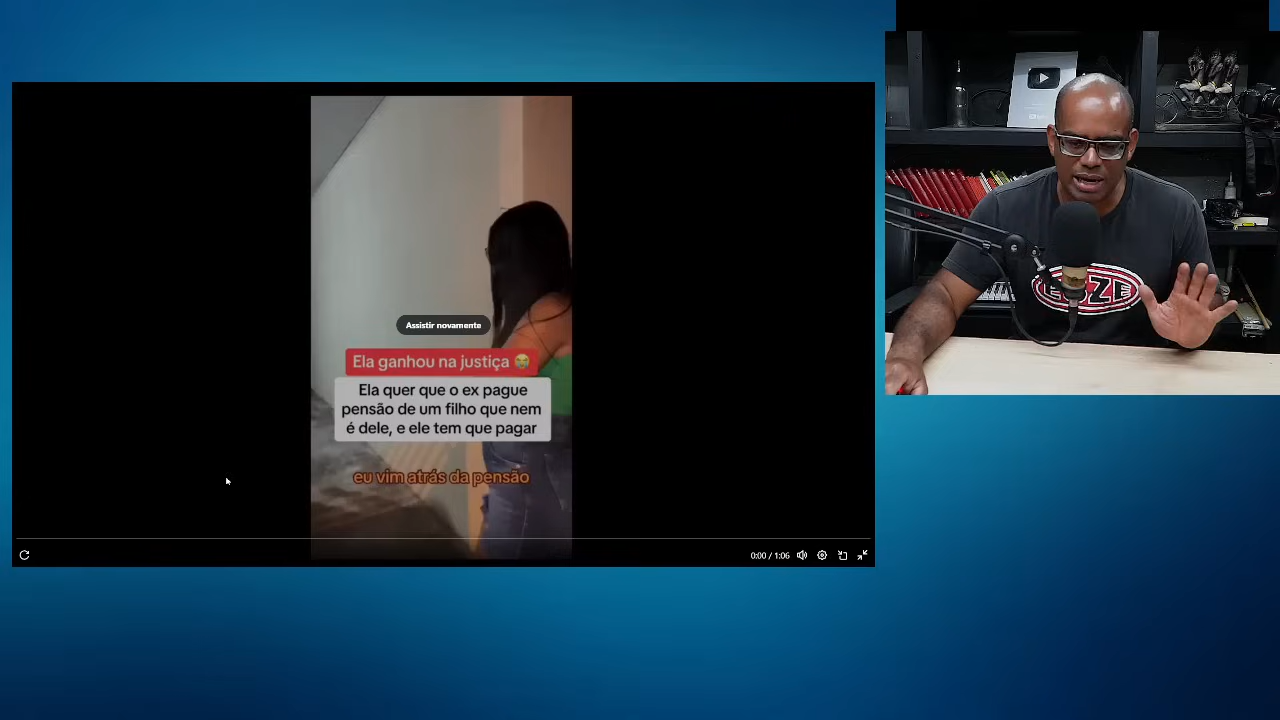 Assistir novamente
Ela ganhou na justiça 😭
Ela quer que o ex pague
pensão de um filho que nem
é dele, e ele tem que pagar
eu vim atrás da pensão
0:00 / 1:06